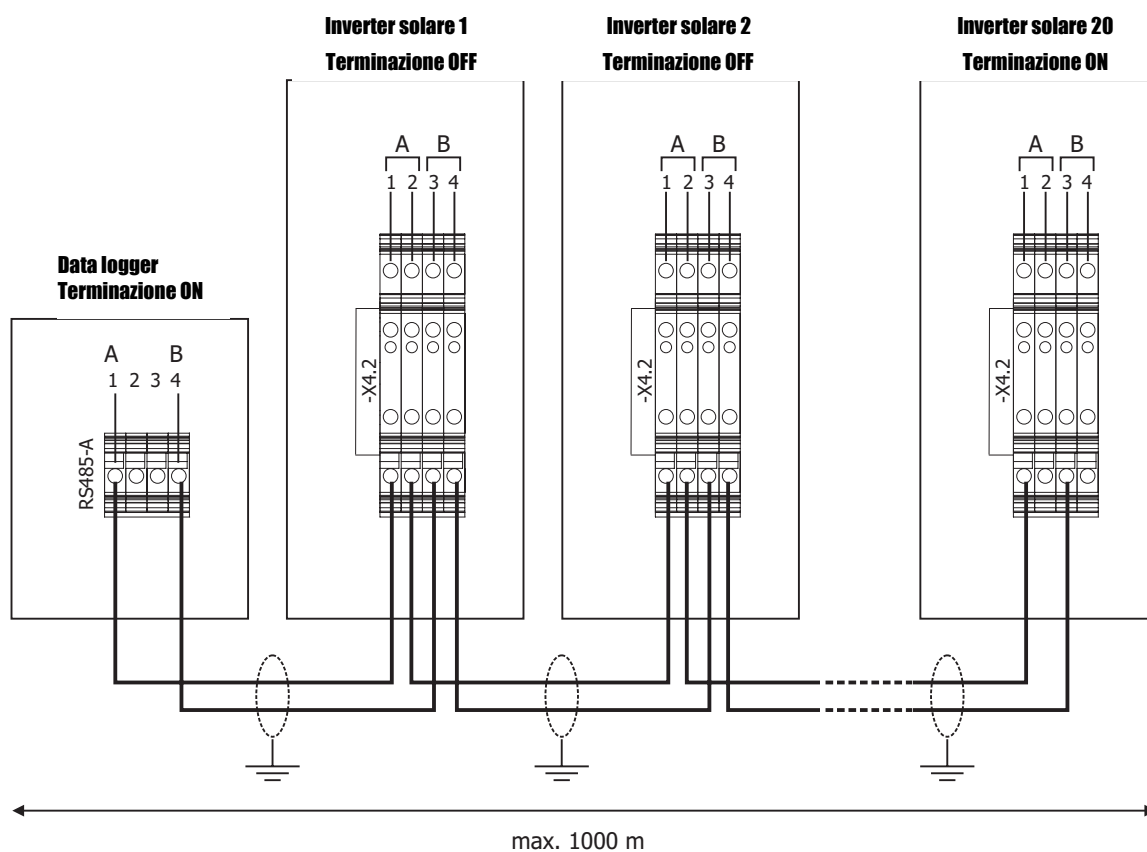 Inverter solare 1
Terminazione OFF
Inverter solare 2
Terminazione OFF
Inverter solare 20
Terminazione ON
A B
1 2 3 4
A B
1 2 3 4
A B
1 2 3 4
Data logger
Terminazione ON
A B
1 2 3 4
RS485-A
-X4.2
-X4.2
-X4.2
max. 1000 m